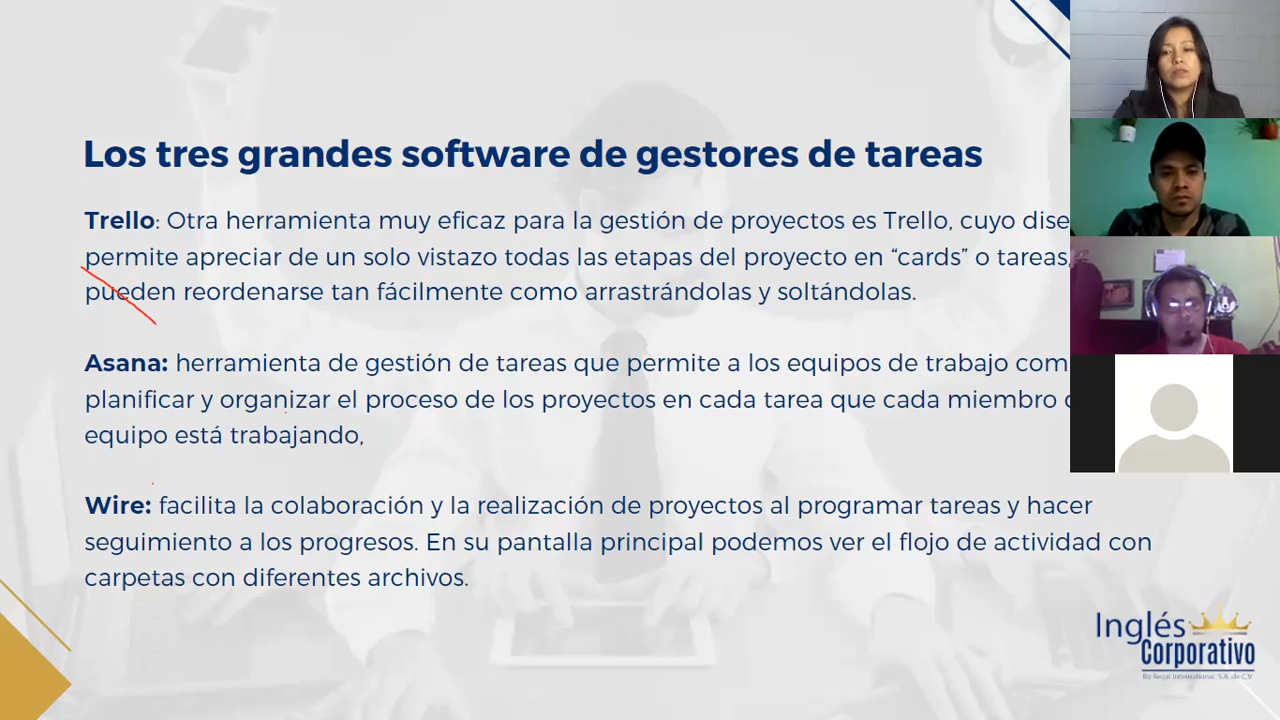 Los tres grandes software de gestores de tareas
Trello: Otra herramienta muy eficaz para la gestión de proyectos es Trello, cuyo dise
permite apreciar de un solo vistazo todas las etapas del proyecto en “cards” o tareas,
pueden reordenarse tan fácilmente como arrastrándolas y soltándolas.
Asana: herramienta de gestión de tareas que permite a los equipos de trabajo com
planificar y organizar el proceso de los proyectos en cada tarea que cada miembro
equipo está trabajando,
Wire: facilita la colaboración y la realización de proyectos al programar tareas y hacer
seguimiento a los progresos. En su pantalla principal podemos ver el flojo de actividad con
carpetas con diferentes archivos.
Inglés
Corporativo
By Regal International, S.A. de C.V.